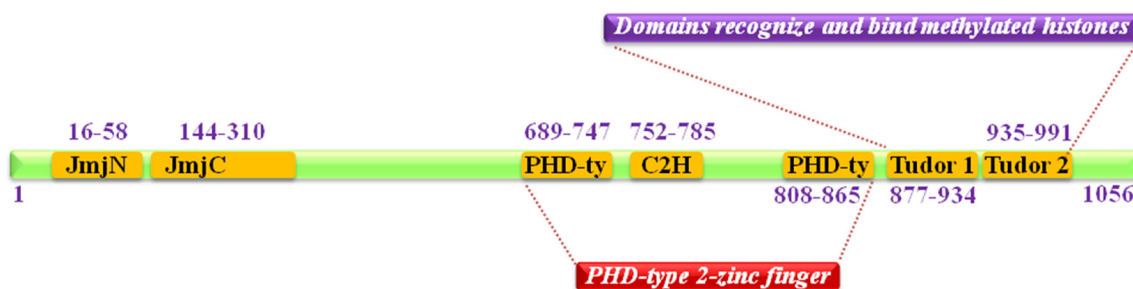 Domains recognize and bind methylated histones
16-58 144-310 689-747 752-785 935-991
JmjN JmjC PHD-ty C2H PHD-ty Tudor 1 Tudor 2
1 808-865 877-934 1056
PHD-type 2-zinc finger